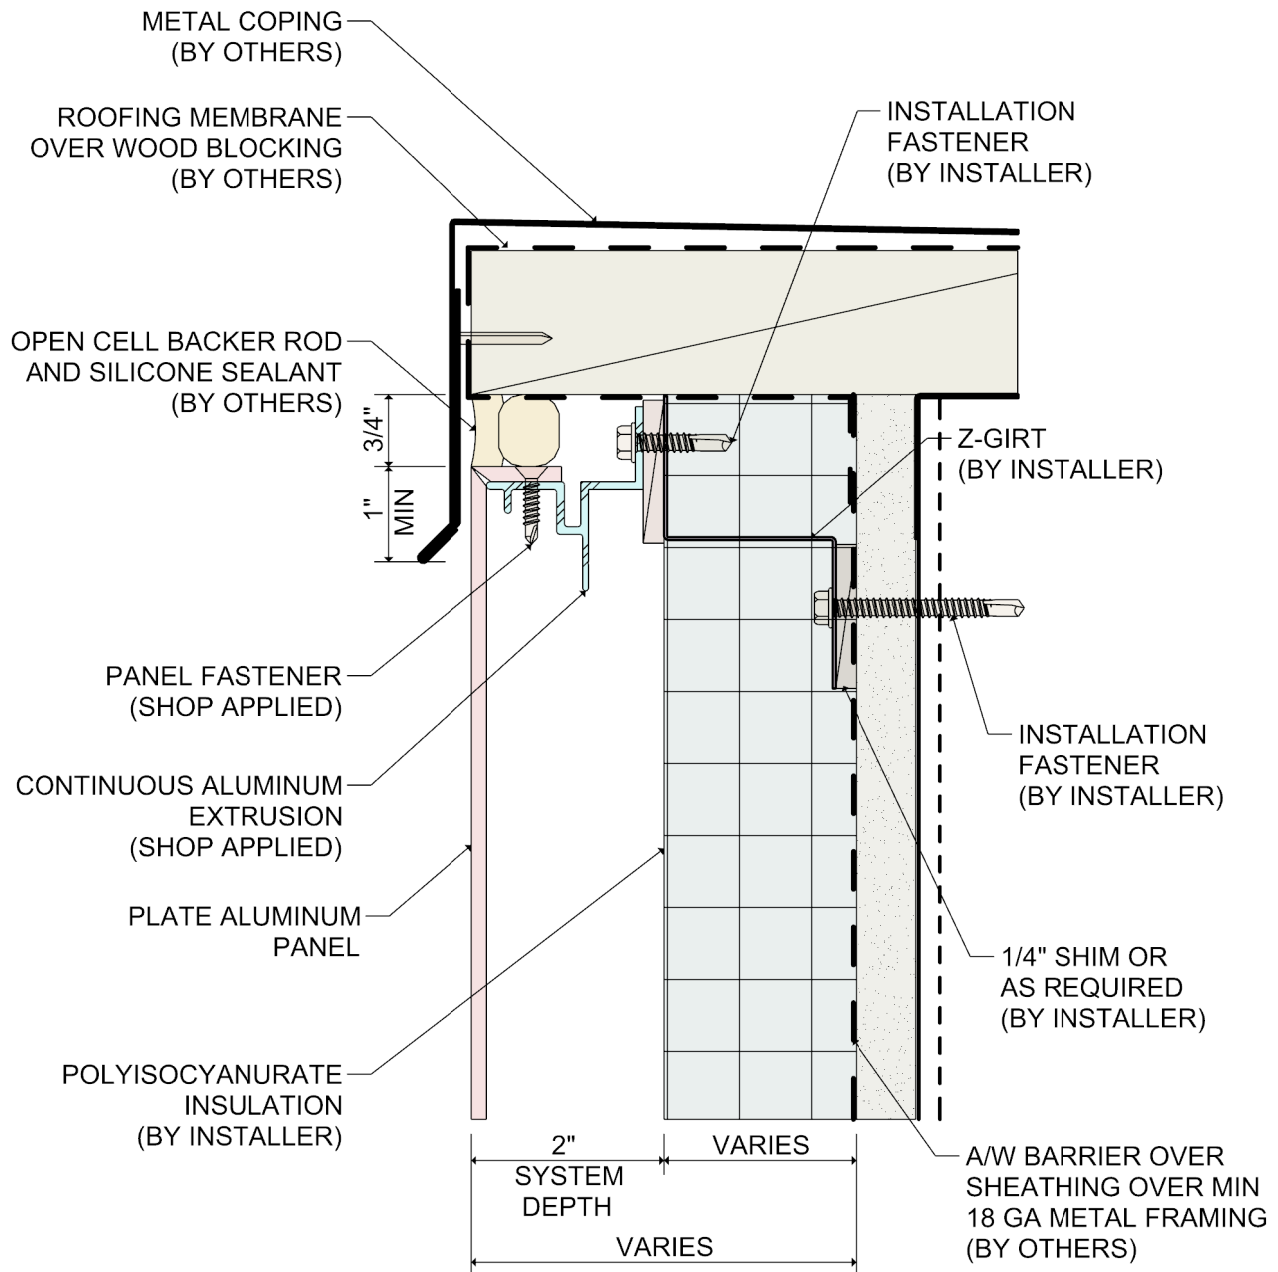 METAL COPING
(BY OTHERS)
ROOFING MEMBRANE
OVER WOOD BLOCKING
(BY OTHERS)
INSTALLATION
FASTENER
(BY INSTALLER)
OPEN CELL BACKER ROD
AND SILICONE SEALANT
(BY OTHERS)
3/4"
1"
MIN
Z-GIRT
(BY INSTALLER)
PANEL FASTENER
(SHOP APPLIED)
INSTALLATION
FASTENER
(BY INSTALLER)
CONTINUOUS ALUMINUM
EXTRUSION
(SHOP APPLIED)
PLATE ALUMINUM
PANEL
1/4" SHIM OR
AS REQUIRED
(BY INSTALLER)
POLYISOCYANURATE
INSULATION
(BY INSTALLER)
2"
SYSTEM
DEPTH
VARIES
VARIES
A/W BARRIER OVER
SHEATHING OVER MIN
18 GA METAL FRAMING
(BY OTHERS)